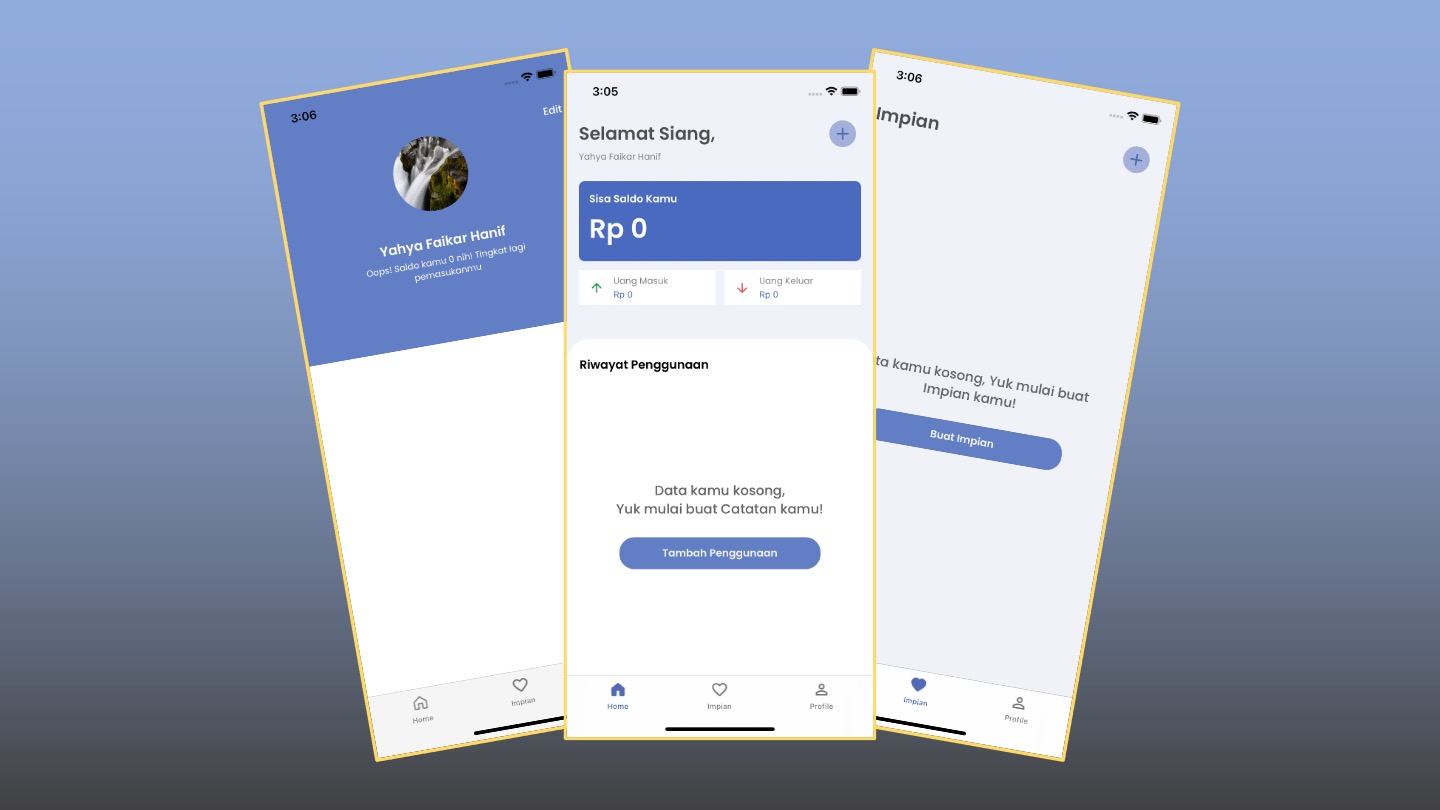 3:06
Edit
Yahya Faikar Hanif
Oops! Saldo kamu 0 nih! Tingkat lagi
pemasukanmu
Home
Impian
3:05
Selamat Siang,
Yahya Faikar Hanif
Sisa Saldo Kamu
Rp 0
Uang Masuk
Rp 0
Uang Keluar
Rp 0
Riwayat Penggunaan
Data kamu kosong,
Yuk mulai buat Catatan kamu!
Tambah Penggunaan
Home
Impian
Profile
3:06
Impian
ta kamu kosong, Yuk mulai buat
Impian kamu!
Buat Impian
Impian
Profile